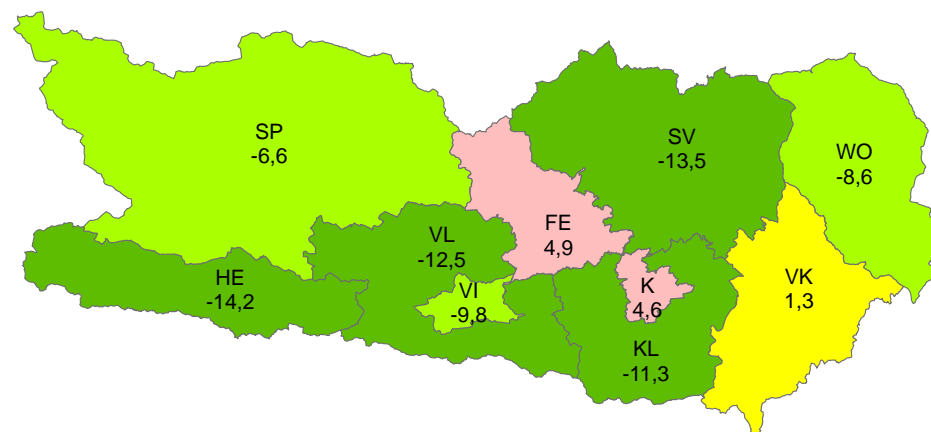 SP
-6,6
SV
-13,5
WO
-8,6
FE
4,9
VL
-12,5
HE
-14,2
VI
-9,8
K
4,6
VK
1,3
KL
-11,3